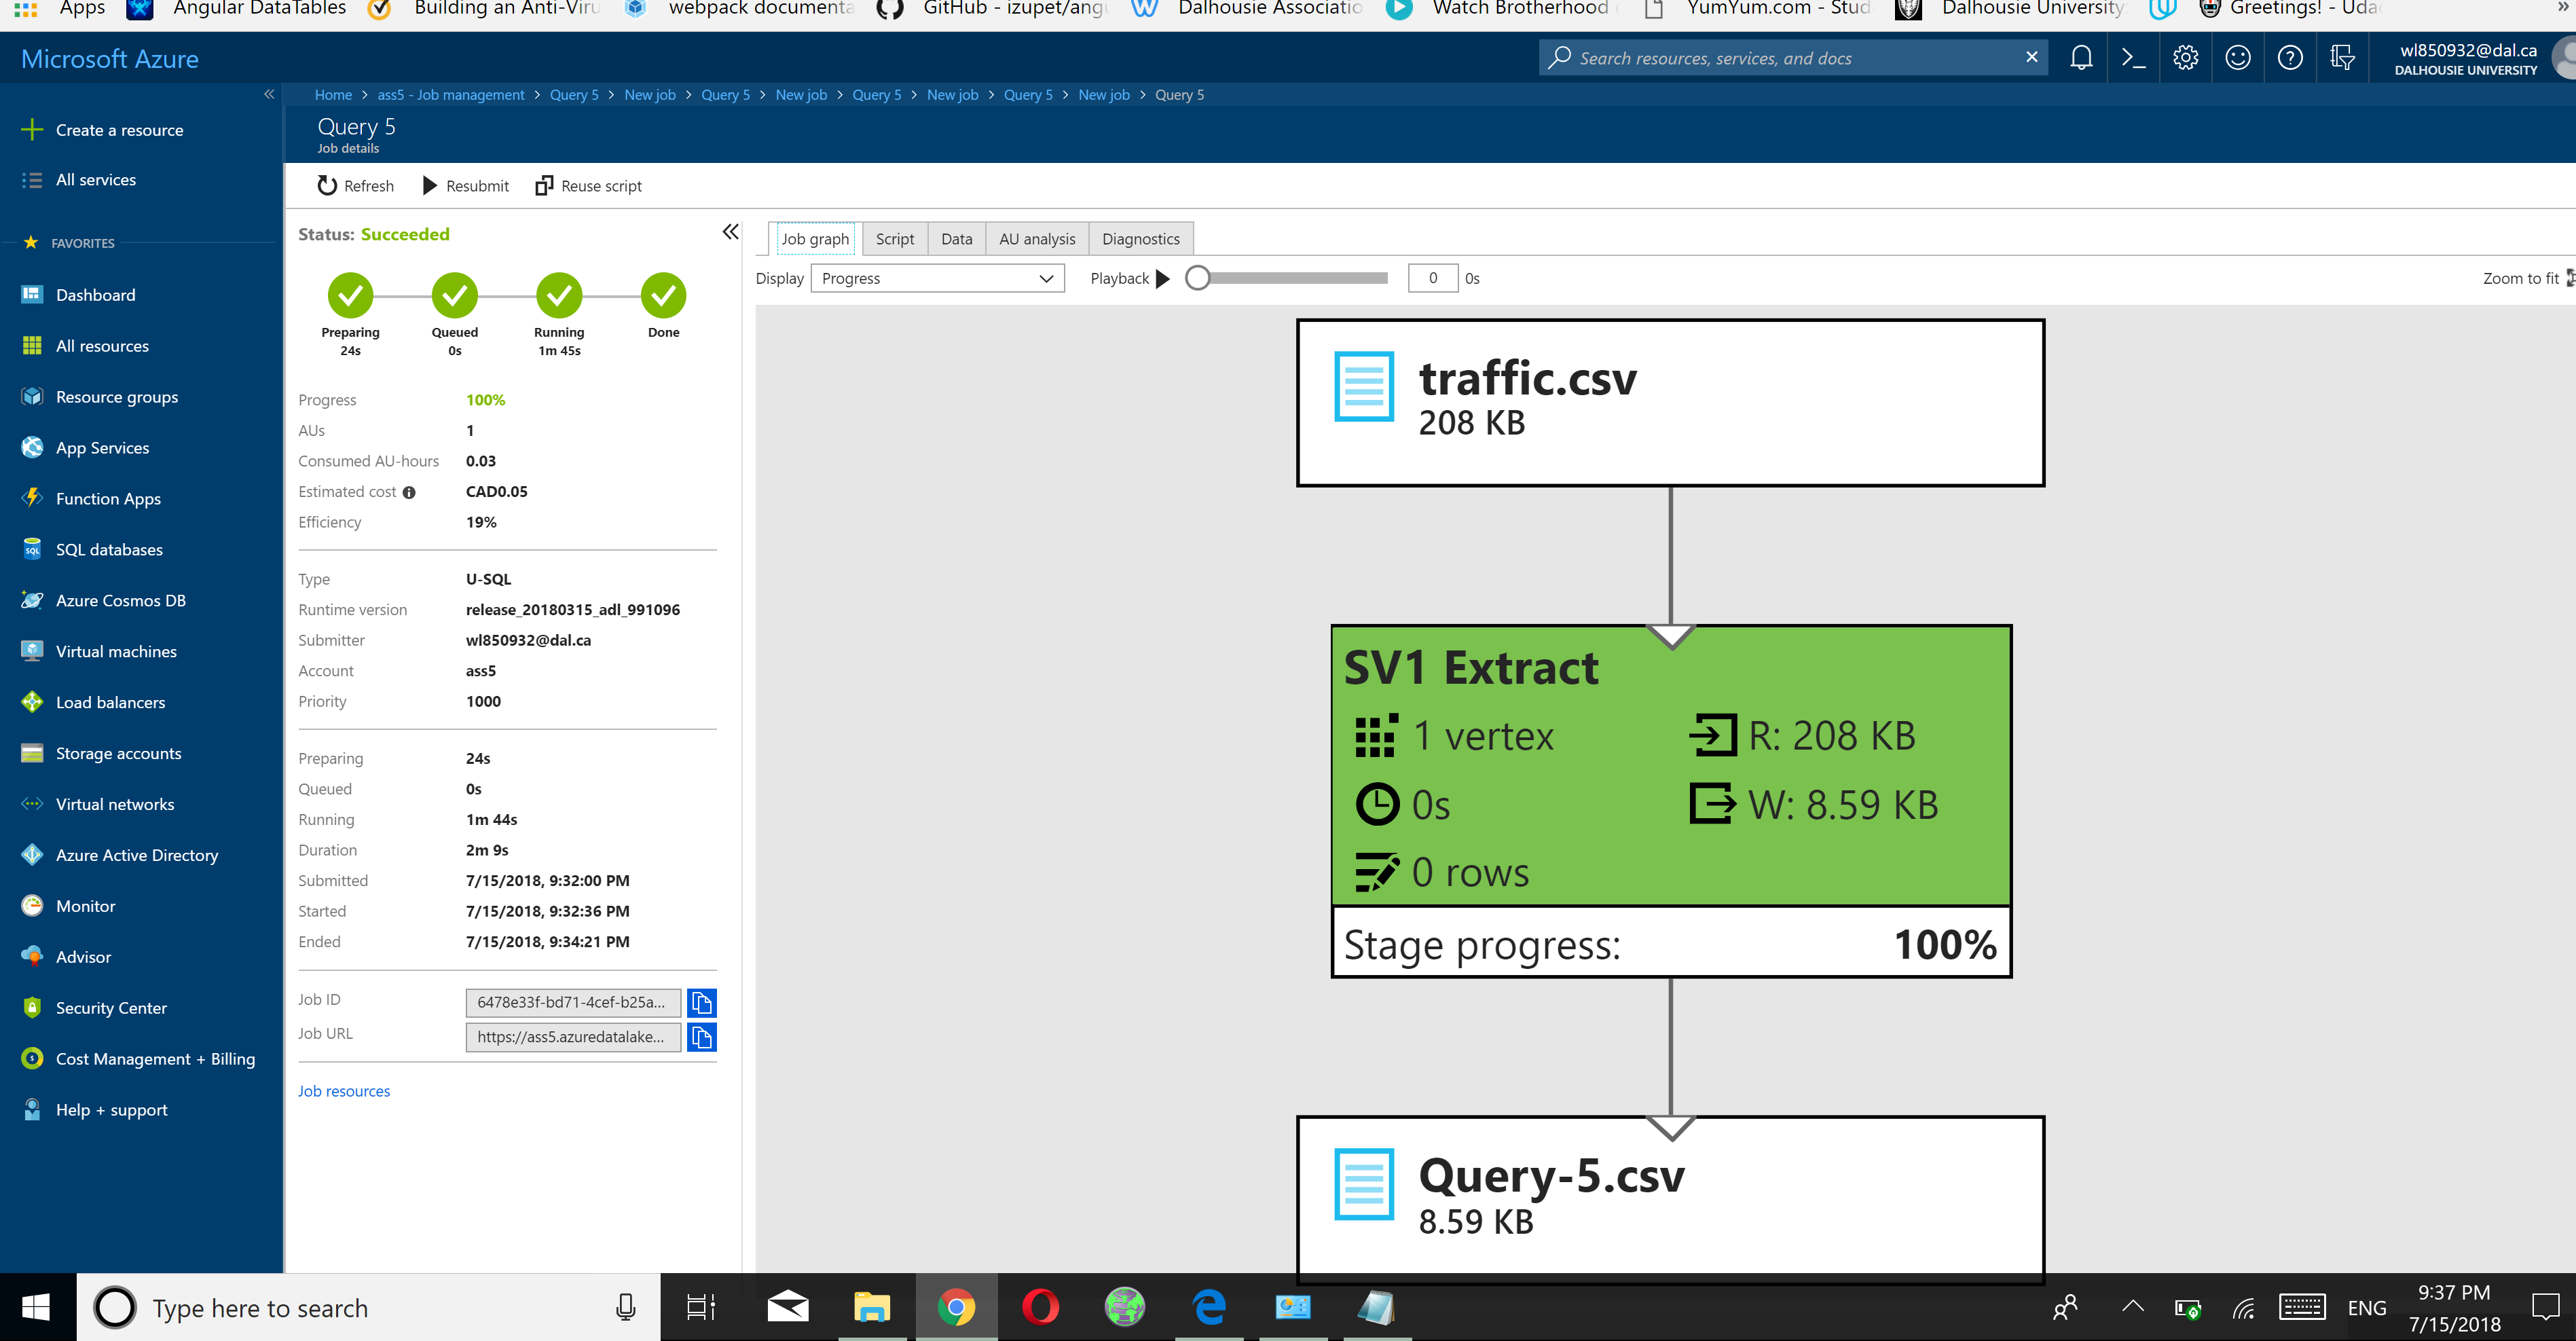 Apps Angular DataTables Building an Anti-Viru webpack documenta GitHub - izupet/angu Dalhousie Associatio Watch Brotherhood YumYum.com - Stud Dalhousie University Greetings! - Uda »
Microsoft Azure
Search resources, services, and docs
wl850932@dal.ca
DALHOUSIE UNIVERSITY
Home > ass5 - Job management > Query 5 > New job > Query 5 > New job > Query 5 > New job > Query 5 > New job > Query 5
Query 5
Job details
Create a resource
All services
FAVORITES
Dashboard
All resources
Resource groups
App Services
Function Apps
SQL databases
Azure Cosmos DB
Virtual machines
Load balancers
Storage accounts
Virtual networks
Azure Active Directory
Monitor
Advisor
Security Center
Cost Management + Billing
Help + support
Refresh Resubmit Reuse script
Status: Succeeded
Preparing Queued Running Done
24s 0s 1m 45s
Progress 100%
AUs 1
Consumed AU-hours 0.03
Estimated cost CAD0.05
Efficiency 19%
Type U-SQL
Runtime version release_20180315_adl_991096
Submitter wl850932@dal.ca
Account ass5
Priority 1000
Preparing 24s
Queued 0s
Running 1m 44s
Duration 2m 9s
Submitted 7/15/2018, 9:32:00 PM
Started 7/15/2018, 9:32:36 PM
Ended 7/15/2018, 9:34:21 PM
Job ID 6478e33f-bd71-4cef-b25a...
Job URL https://ass5.azuredatalake...
Job resources
Job graph Script Data AU analysis Diagnostics
Display Progress Playback 0 0s Zoom to fit
traffic.csv
208 KB
SV1 Extract
1 vertex R: 208 KB
0s W: 8.59 KB
0 rows
Stage progress: 100%
Query-5.csv
8.59 KB
Type here to search
ENG
9:37 PM
7/15/2018